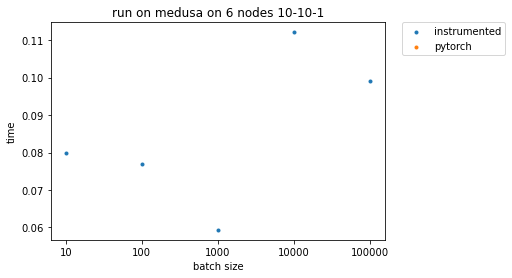 run on medusa on 6 nodes 10-10-1
instrumented
pytorch
0.11
0.10
0.09
0.08
0.07
0.06
time
10 100 1000 10000 100000
batch size